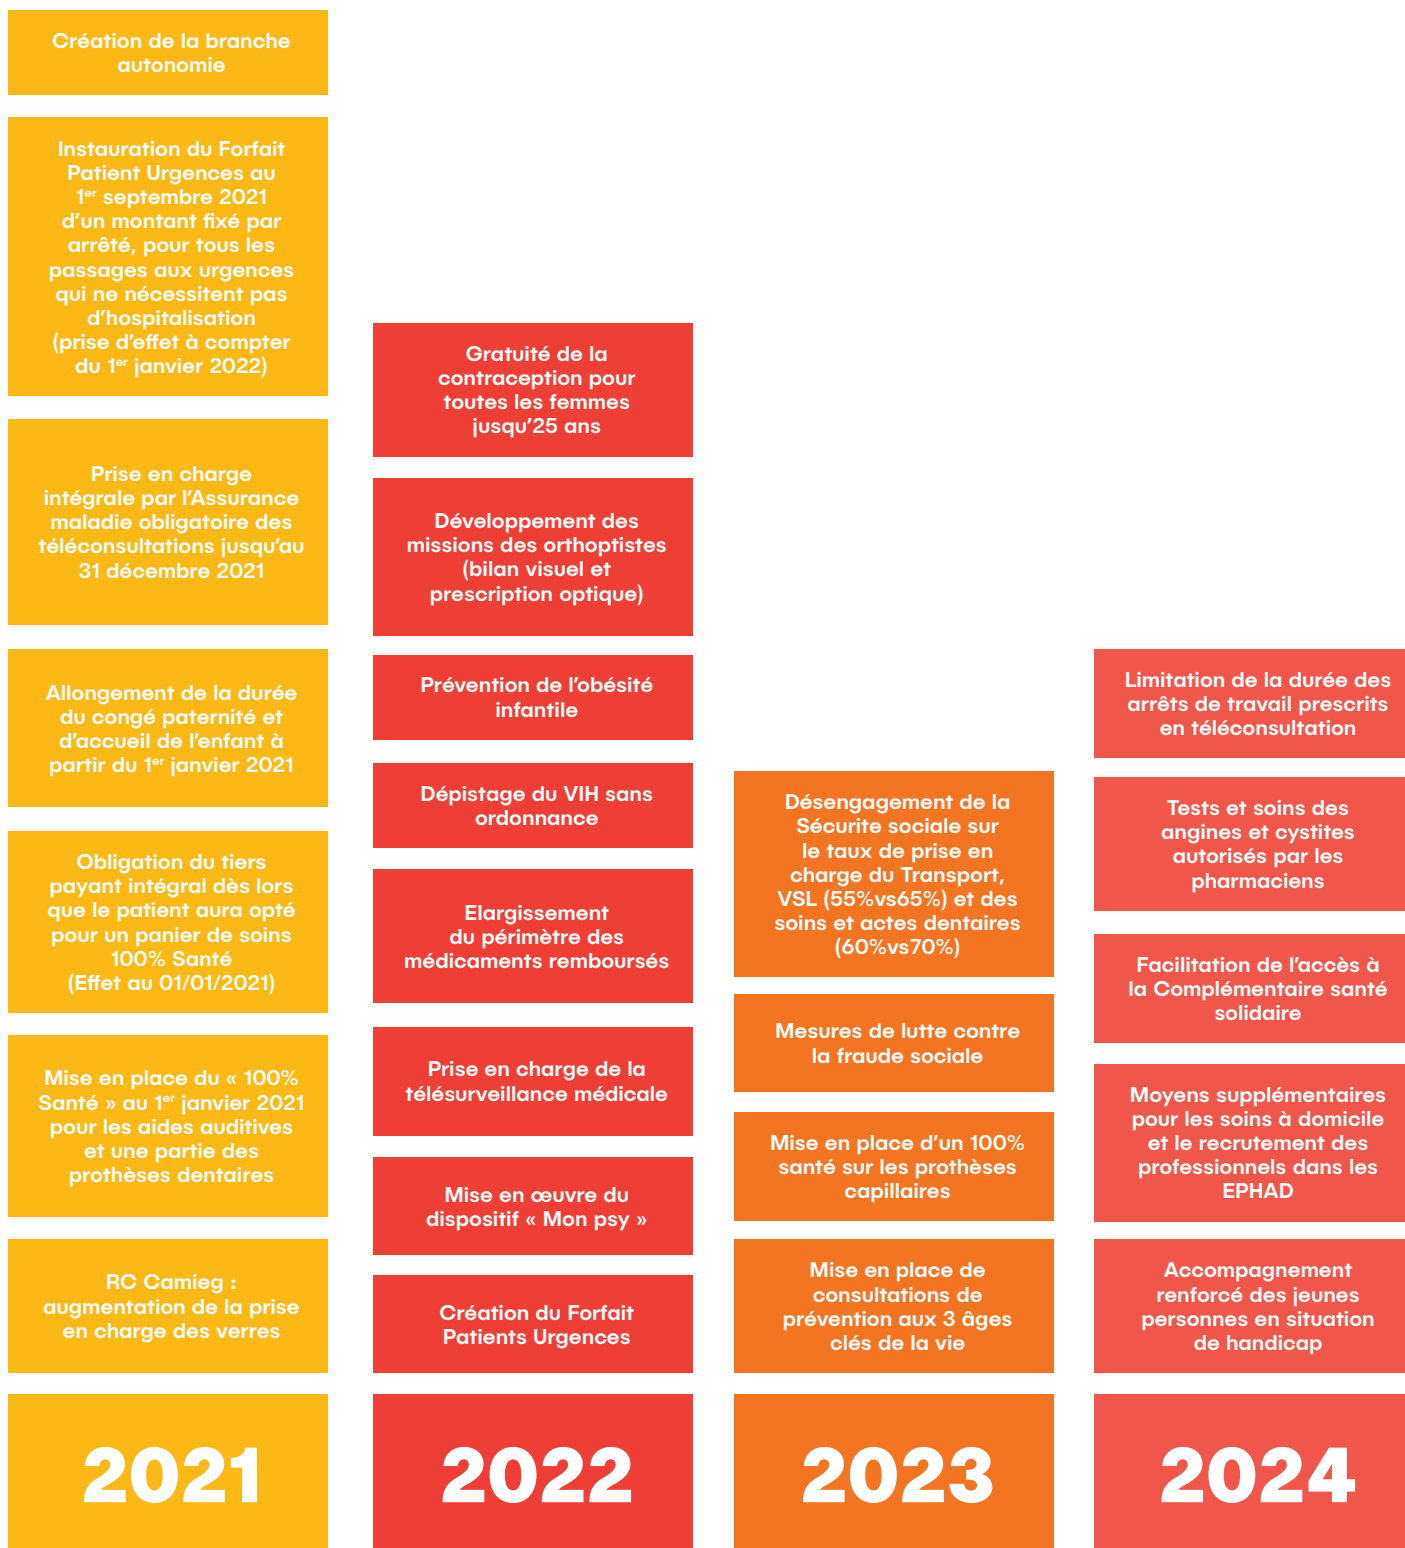 Création de la branche
autonomie
Instauration du Forfait
Patient Urgences au
1er septembre 2021
d’un montant fixé par
arrêté, pour tous les
passages aux urgences
qui ne nécessitent pas
d’hospitalisation
(prise d’effet à compter
du 1er janvier 2022)
Prise en charge
intégrale par l’Assurance
maladie obligatoire des
téléconsultations jusqu’au
31 décembre 2021
Allongement de la durée
du congé paternité et
d’accueil de l’enfant à
partir du 1er janvier 2021
Obligation du tiers
payant intégral dès lors
que le patient aura opté
pour un panier de soins
100% Santé
(Effet au 01/01/2021)
Mise en place du « 100%
Santé » au 1er janvier 2021
pour les aides auditives
et une partie des
prothèses dentaires
RC Camieg :
augmentation de la prise
en charge des verres
2021
Gratuité de la
contraception pour
toutes les femmes
jusqu’25 ans
Développement des
missions des orthoptistes
(bilan visuel et
prescription optique)
Prévention de l’obésité
infantile
Dépistage du VIH sans
ordonnance
Elargissement
du périmètre des
médicaments remboursés
Prise en charge de la
télésurveillance médicale
Mise en œuvre du
dispositif « Mon psy »
Création du Forfait
Patients Urgences
2022
Désengagement de la
Sécurite sociale sur
le taux de prise en
charge du Transport,
VSL (55%vs65%) et des
soins et actes dentaires
(60%vs70%)
Mesures de lutte contre
la fraude sociale
Mise en place d’un 100%
santé sur les prothèses
capillaires
Mise en place de
consultations de
prévention aux 3 âges
clés de la vie
2023
Limitation de la durée des
arrêts de travail prescrits
en téléconsultation
Tests et soins des
angines et cystites
autorisés par les
pharmaciens
Facilitation de l’accès à
la Complémentaire santé
solidaire
Moyens supplémentaires
pour les soins à domicile
et le recrutement des
professionnels dans les
EPHAD
Accompagnement
renforcé des jeunes
personnes en situation
de handicap
2024